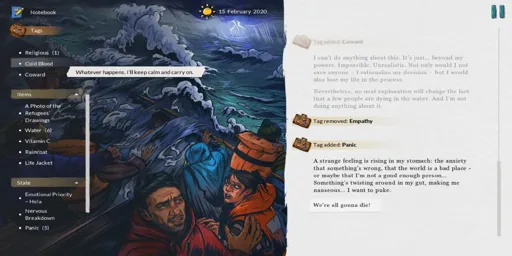 Notebook
15 February 2020
Tags
Religious (1)
Cold Blood
Coward
Whatever happens, I'll keep calm and carry on.
Items
A Photo of the
Refugees'
Drawings
Water (6)
Vitamin C
Raincoat
Life Jacket
State
Emotional Priority
- Hala
Nervous
Breakdown
Panic (5)
Tag added: Coward
I can't do anything about this. It's just... beyond my
powers. Impossible. Unrealistic. Not only would I not
save anyone - I rationalize my decision - but I would
also lose my life in the process.
Nevertheless, no neat explanation will change the fact
that a few people are dying in the water. And I'm not
doing anything about it.
Tag removed: Empathy
Tag added: Panic
A strange feeling is rising in my stomach: the anxiety
that something's wrong, that the world is a bad place -
or maybe that I'm not a good enough person...
Something's twisting around in my gut, making me
nauseous... I want to puke.
We're all gonna die!